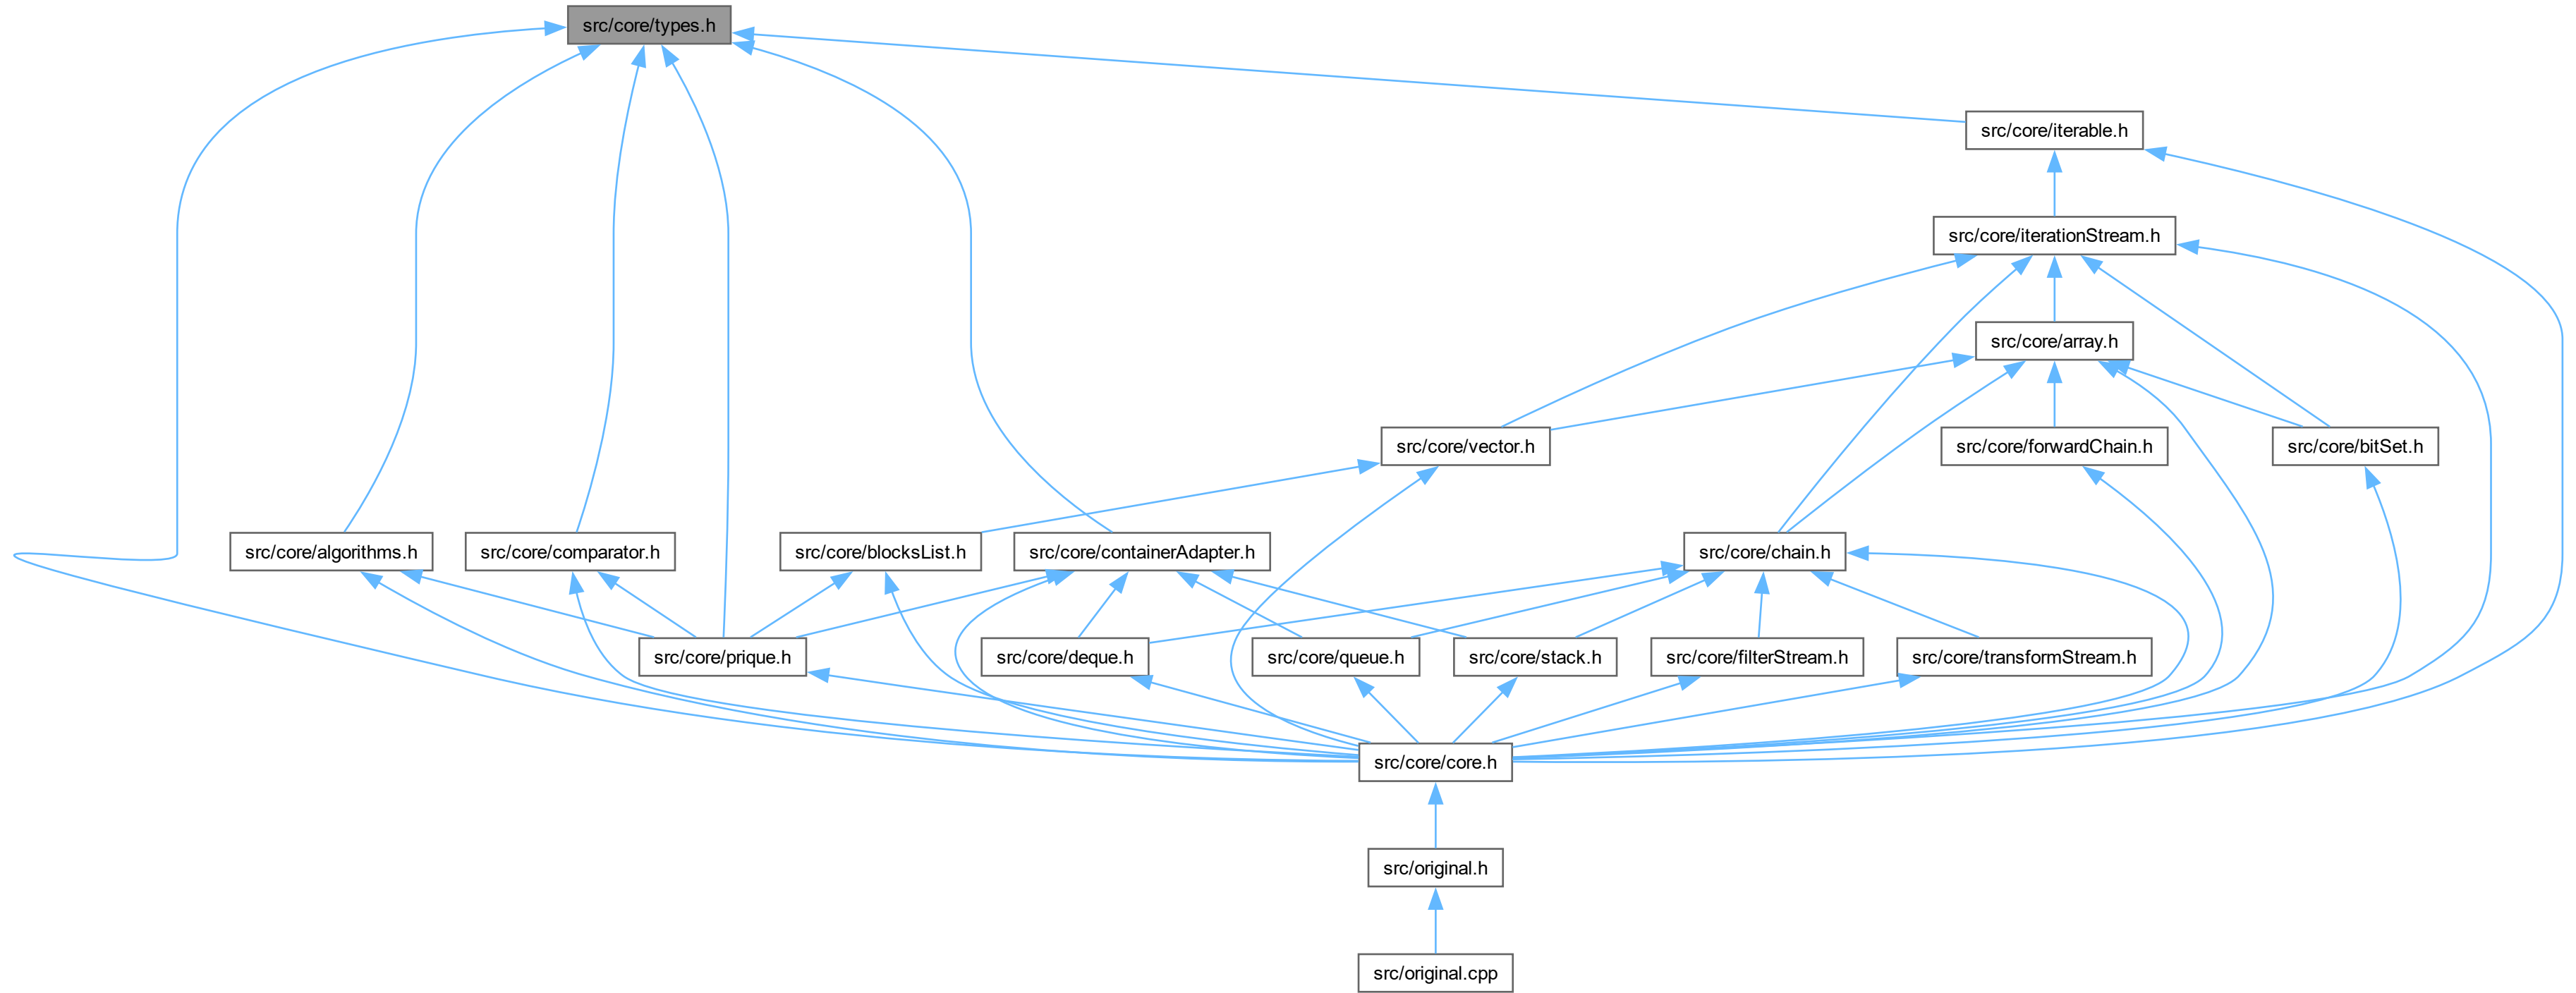 src/core/types.h
src/core/iterable.h
src/core/iterationStream.h
src/core/array.h
src/core/vector.h
src/core/forwardChain.h
src/core/bitSet.h
src/core/algorithms.h
src/core/comparator.h
src/core/blocksList.h
src/core/containerAdapter.h
src/core/chain.h
src/core/prique.h
src/core/deque.h
src/core/queue.h
src/core/stack.h
src/core/filterStream.h
src/core/transformStream.h
src/core/core.h
src/original.h
src/original.cpp